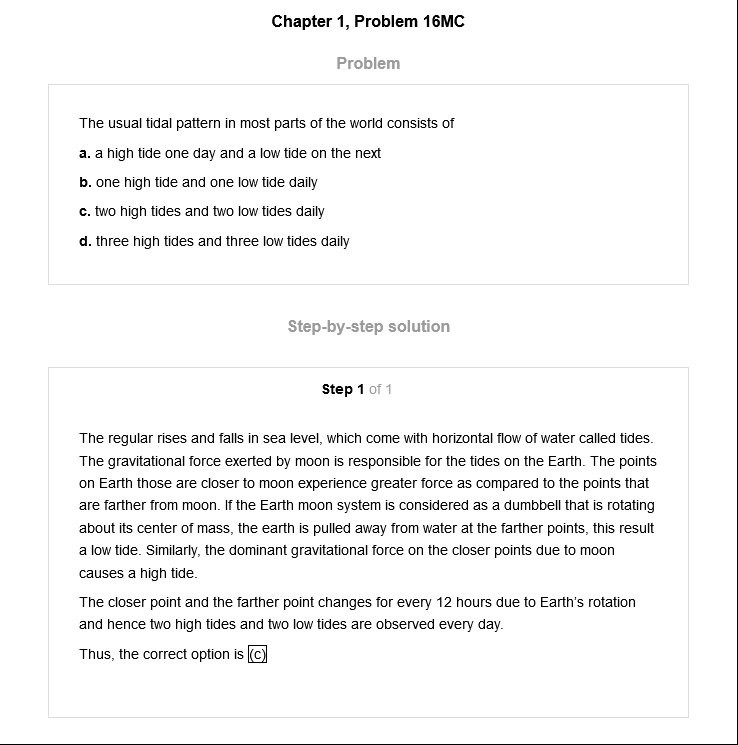 Chapter 1, Problem 16MC
Problem
The usual tidal pattern in most parts of the world consists of
a. a high tide one day and a low tide on the next
b. one high tide and one low tide daily
c. two high tides and two low tides daily
d. three high tides and three low tides daily
Step-by-step solution
Step 1 of 1
The regular rises and falls in sea level, which come with horizontal flow of water called tides.
The gravitational force exerted by moon is responsible for the tides on the Earth. The points
on Earth those are closer to moon experience greater force as compared to the points that
are farther from moon. If the Earth moon system is considered as a dumbbell that is rotating
about its center of mass, the earth is pulled away from water at the farther points, this result
a low tide. Similarly, the dominant gravitational force on the closer points due to moon
causes a high tide.
The closer point and the farther point changes for every 12 hours due to Earth's rotation
and hence two high tides and two low tides are observed every day.
Thus, the correct option is (c)